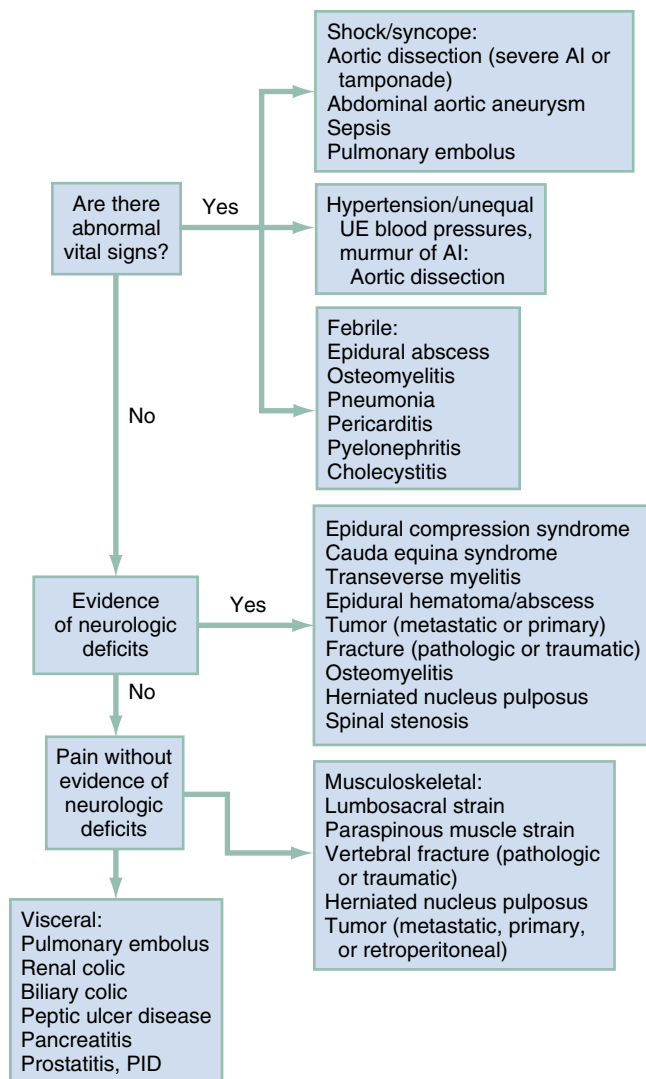 Shock/syncope:
Aortic dissection (severe AI or
tamponade)
Abdominal aortic aneurysm
Sepsis
Pulmonary embolus
Are there
abnormal
vital signs?
Yes
Hypertension/unequal
UE blood pressures,
murmur of AI:
Aortic dissection
Febrile:
Epidural abscess
Osteomyelitis
Pneumonia
Pericarditis
Pyelonephritis
Cholecystitis
No
Evidence
of neurologic
deficits
Yes
Epidural compression syndrome
Cauda equina syndrome
Transeverse myelitis
Epidural hematoma/abscess
Tumor (metastatic or primary)
Fracture (pathologic or traumatic)
Osteomyelitis
Herniated nucleus pulposus
Spinal stenosis
No
Pain without
evidence of
neurologic
deficits
Musculoskeletal:
Lumbosacral strain
Paraspinous muscle strain
Vertebral fracture (pathologic
or traumatic)
Herniated nucleus pulposus
Tumor (metastatic, primary,
or retroperitoneal)
Visceral:
Pulmonary embolus
Renal colic
Biliary colic
Peptic ulcer disease
Pancreatitis
Prostatitis, PID